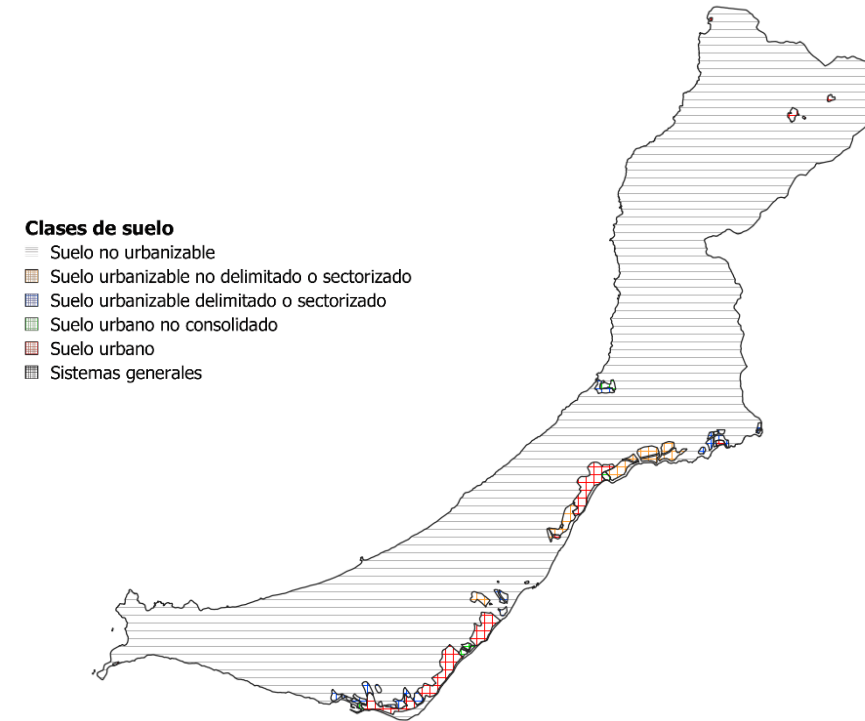 Clases de suelo
Suelo no urbanizable
Suelo urbanizable no delimitado o sectorizado
Suelo urbanizable delimitado o sectorizado
Suelo urbano no consolidado
Suelo urbano
Sistemas generales